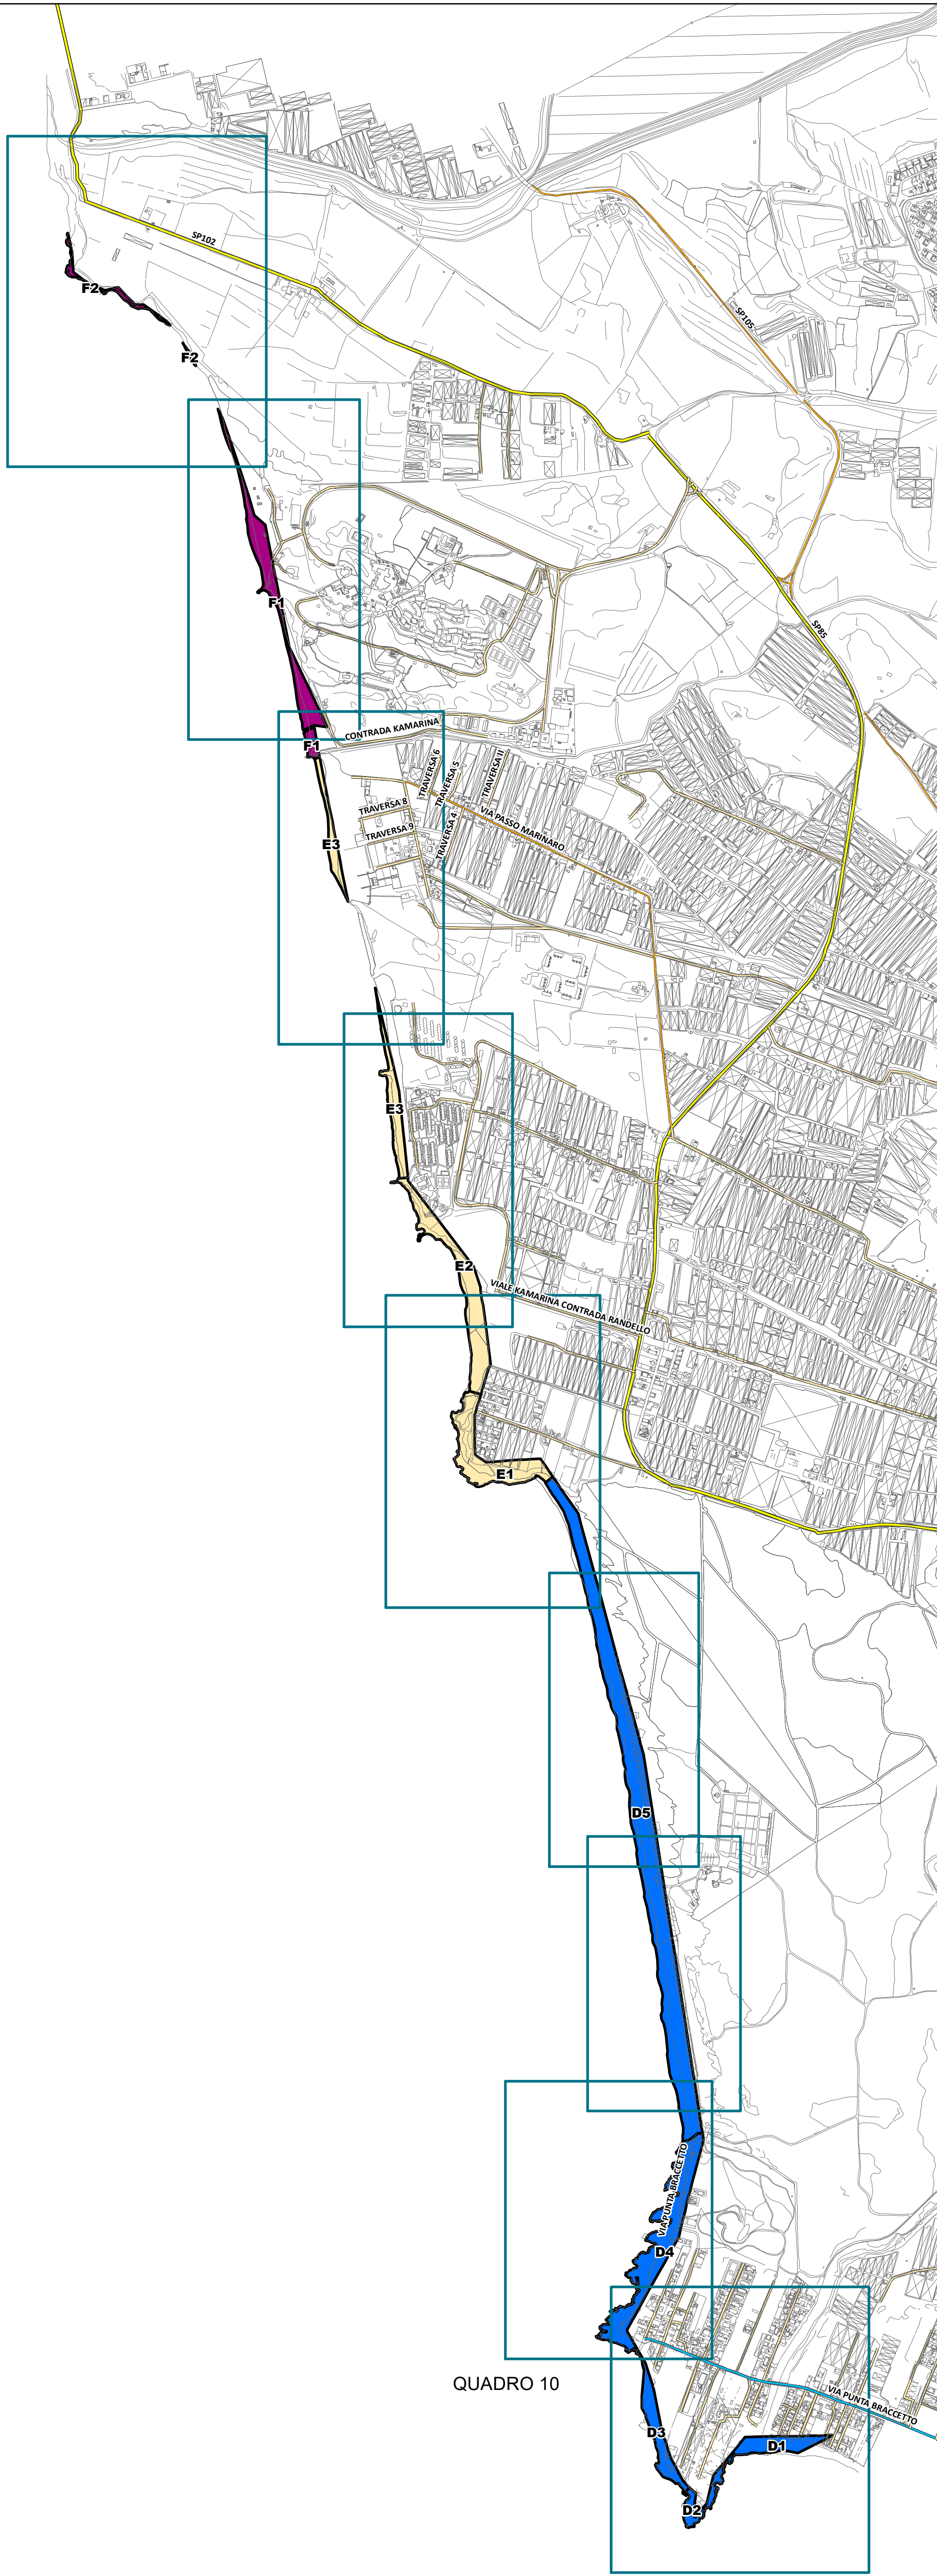 SP102
F2
SP105
F2
F1
SP85
CONTRADA KAMARINA
F1
TRAVERSA 6
TRAVERSA 5
TRAVERSA II
TRAVERSA 8
VIA PASSO MARINARO
TRAVERSA 9
TRAVERSA 4
E3
E3
E2
VIALE KAMARINA CONTRADA RANDELLO
E1
D5
VIA PUNTA BRACCETTO
D4
QUADRO 10
VIA PUNTA BRACCETTO
D3
D1
D2